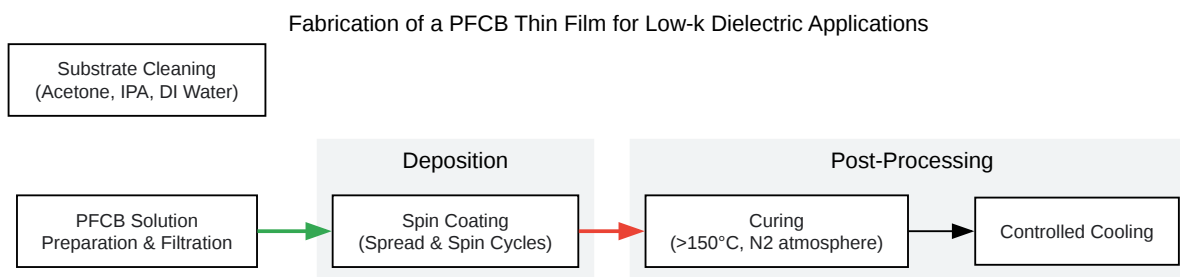 Fabrication of a PFCB Thin Film for Low-k Dielectric Applications
Substrate Cleaning
(Acetone, IPA, DI Water)
Deposition
Post-Processing
PFCB Solution
Preparation & Filtration
Spin Coating
(Spread & Spin Cycles)
Curing
(>150°C, N2 atmosphere)
Controlled Cooling